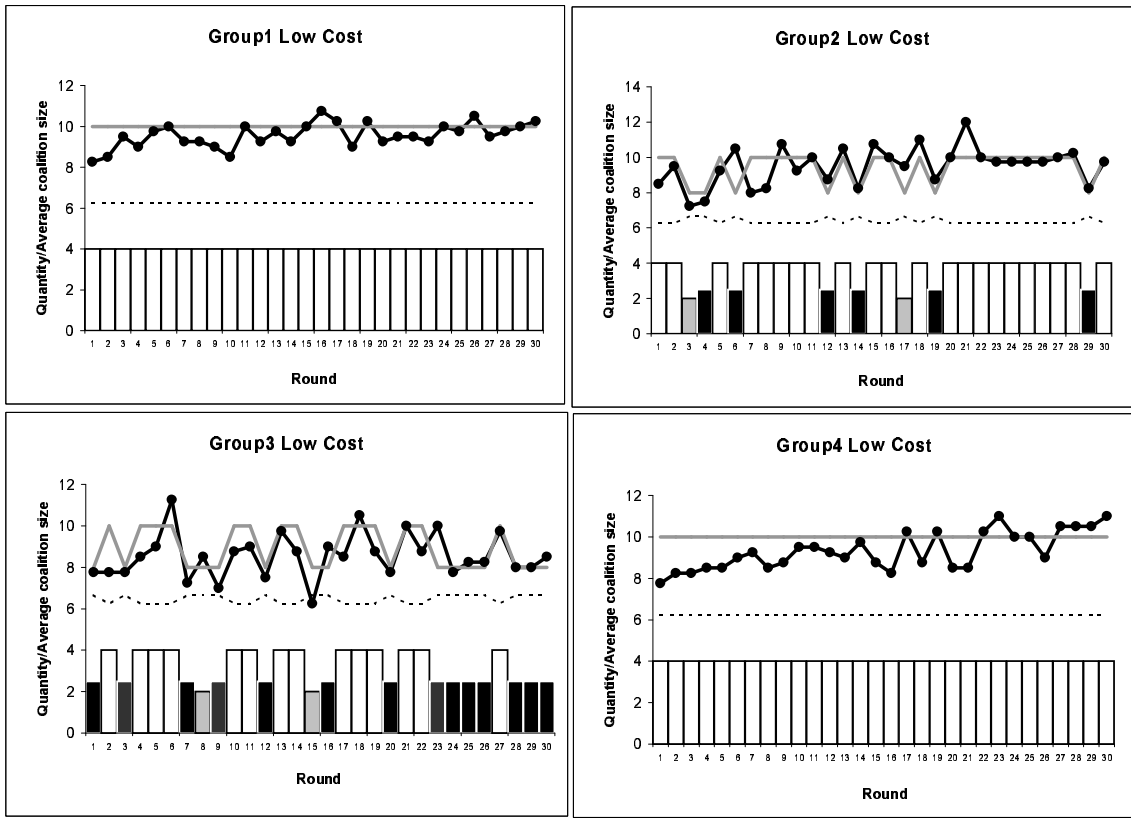 Group1 Low Cost
Quantity/Average coalition size
12
10
8
6
4
2
0
1 2 3 4 5 6 7 8 9 10 11 12 13 14 15 16 17 18 19 20 21 22 23 24 25 26 27 28 29 30
Round
Group2 Low Cost
Quantity/Average coalition size
14
12
10
8
6
4
2
0
1 2 3 4 5 6 7 8 9 10 11 12 13 14 15 16 17 18 19 20 21 22 23 24 25 26 27 28 29 30
Round
Group3 Low Cost
Quantity/Average coalition size
12
10
8
6
4
2
0
1 2 3 4 5 6 7 8 9 10 11 12 13 14 15 16 17 18 19 20 21 22 23 24 25 26 27 28 29 30
Round
Group4 Low Cost
Quantity/Average coalition size
12
10
8
6
4
2
0
1 2 3 4 5 6 7 8 9 10 11 12 13 14 15 16 17 18 19 20 21 22 23 24 25 26 27 28 29 30
Round